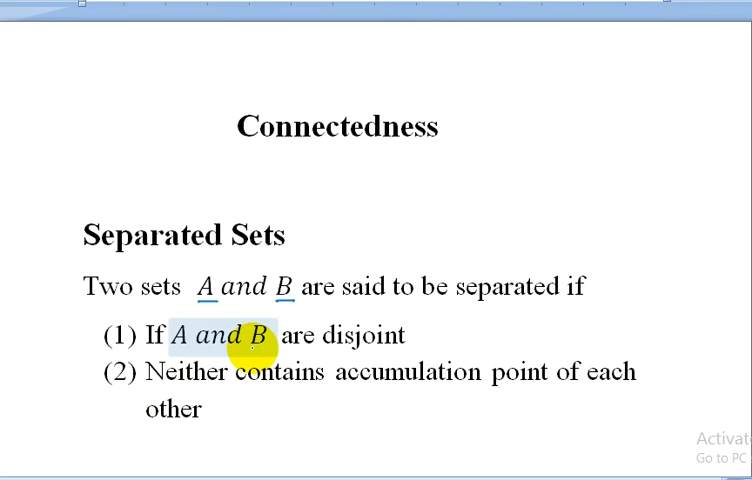 Connectedness
Separated Sets
Two sets A and B are said to be separated if
(1) If A and B are disjoint
(2) Neither contains accumulation point of each
other
Activat
Go to PC